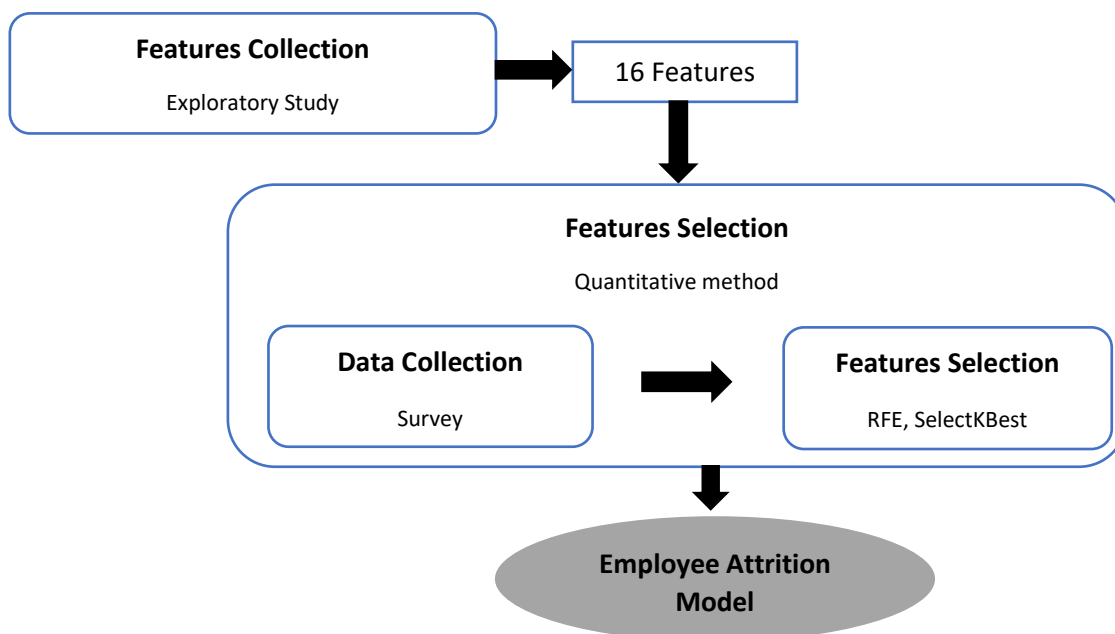 Features Collection
Exploratory Study
16 Features
Features Selection
Quantitative method
Data Collection
Survey
Features Selection
RFE, SelectKBest
Employee Attrition
Model